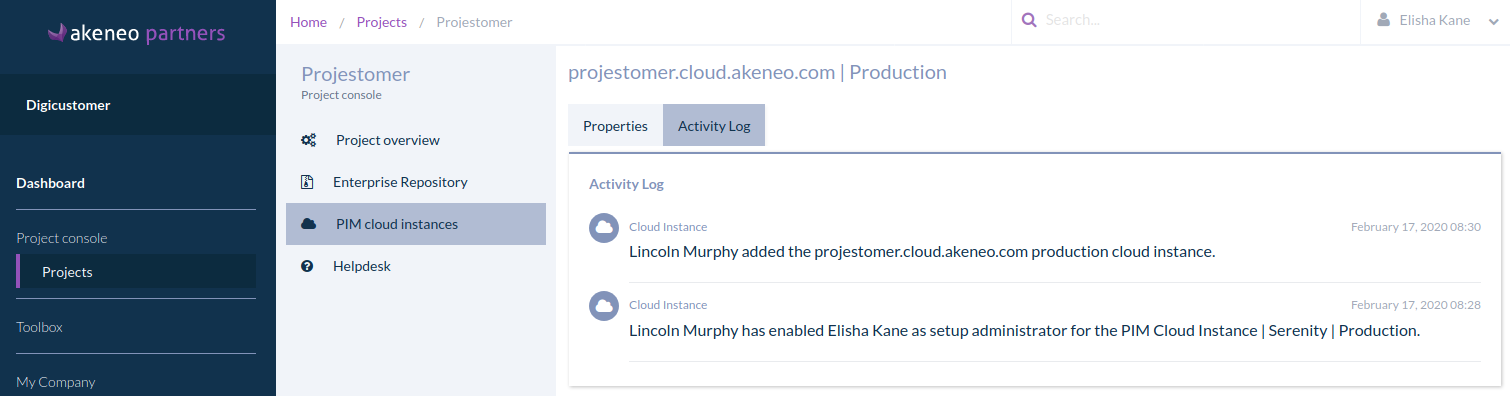 akeneo partners
Digicustomer
Dashboard
Project console
Projects
Toolbox
My Company
Home / Projects / Projestomer
Search...
Elisha Kane
Projestomer
Project console
Project overview
Enterprise Repository
PIM cloud instances
Helpdesk
projestomer.cloud.akeneo.com | Production
Properties
Activity Log
Activity Log
Cloud Instance
February 17, 2020 08:30
Lincoln Murphy added the projestomer.cloud.akeneo.com production cloud instance.
Cloud Instance
February 17, 2020 08:28
Lincoln Murphy has enabled Elisha Kane as setup administrator for the PIM Cloud Instance | Serenity | Production.